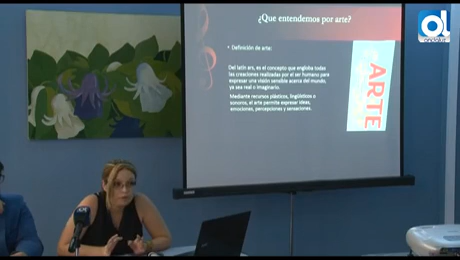 ¿Que entendemos por arte?
Definición de arte:
Del latín ars, es el concepto que engloba todas
las creaciones realizadas por el ser humano para
expresar una visión sensible acerca del mundo,
ya sea real o imaginario.
Mediante recursos plásticos, lingüísticos o
sonoros, el arte permite expresar ideas,
emociones, percepciones y sensaciones.
ARTE